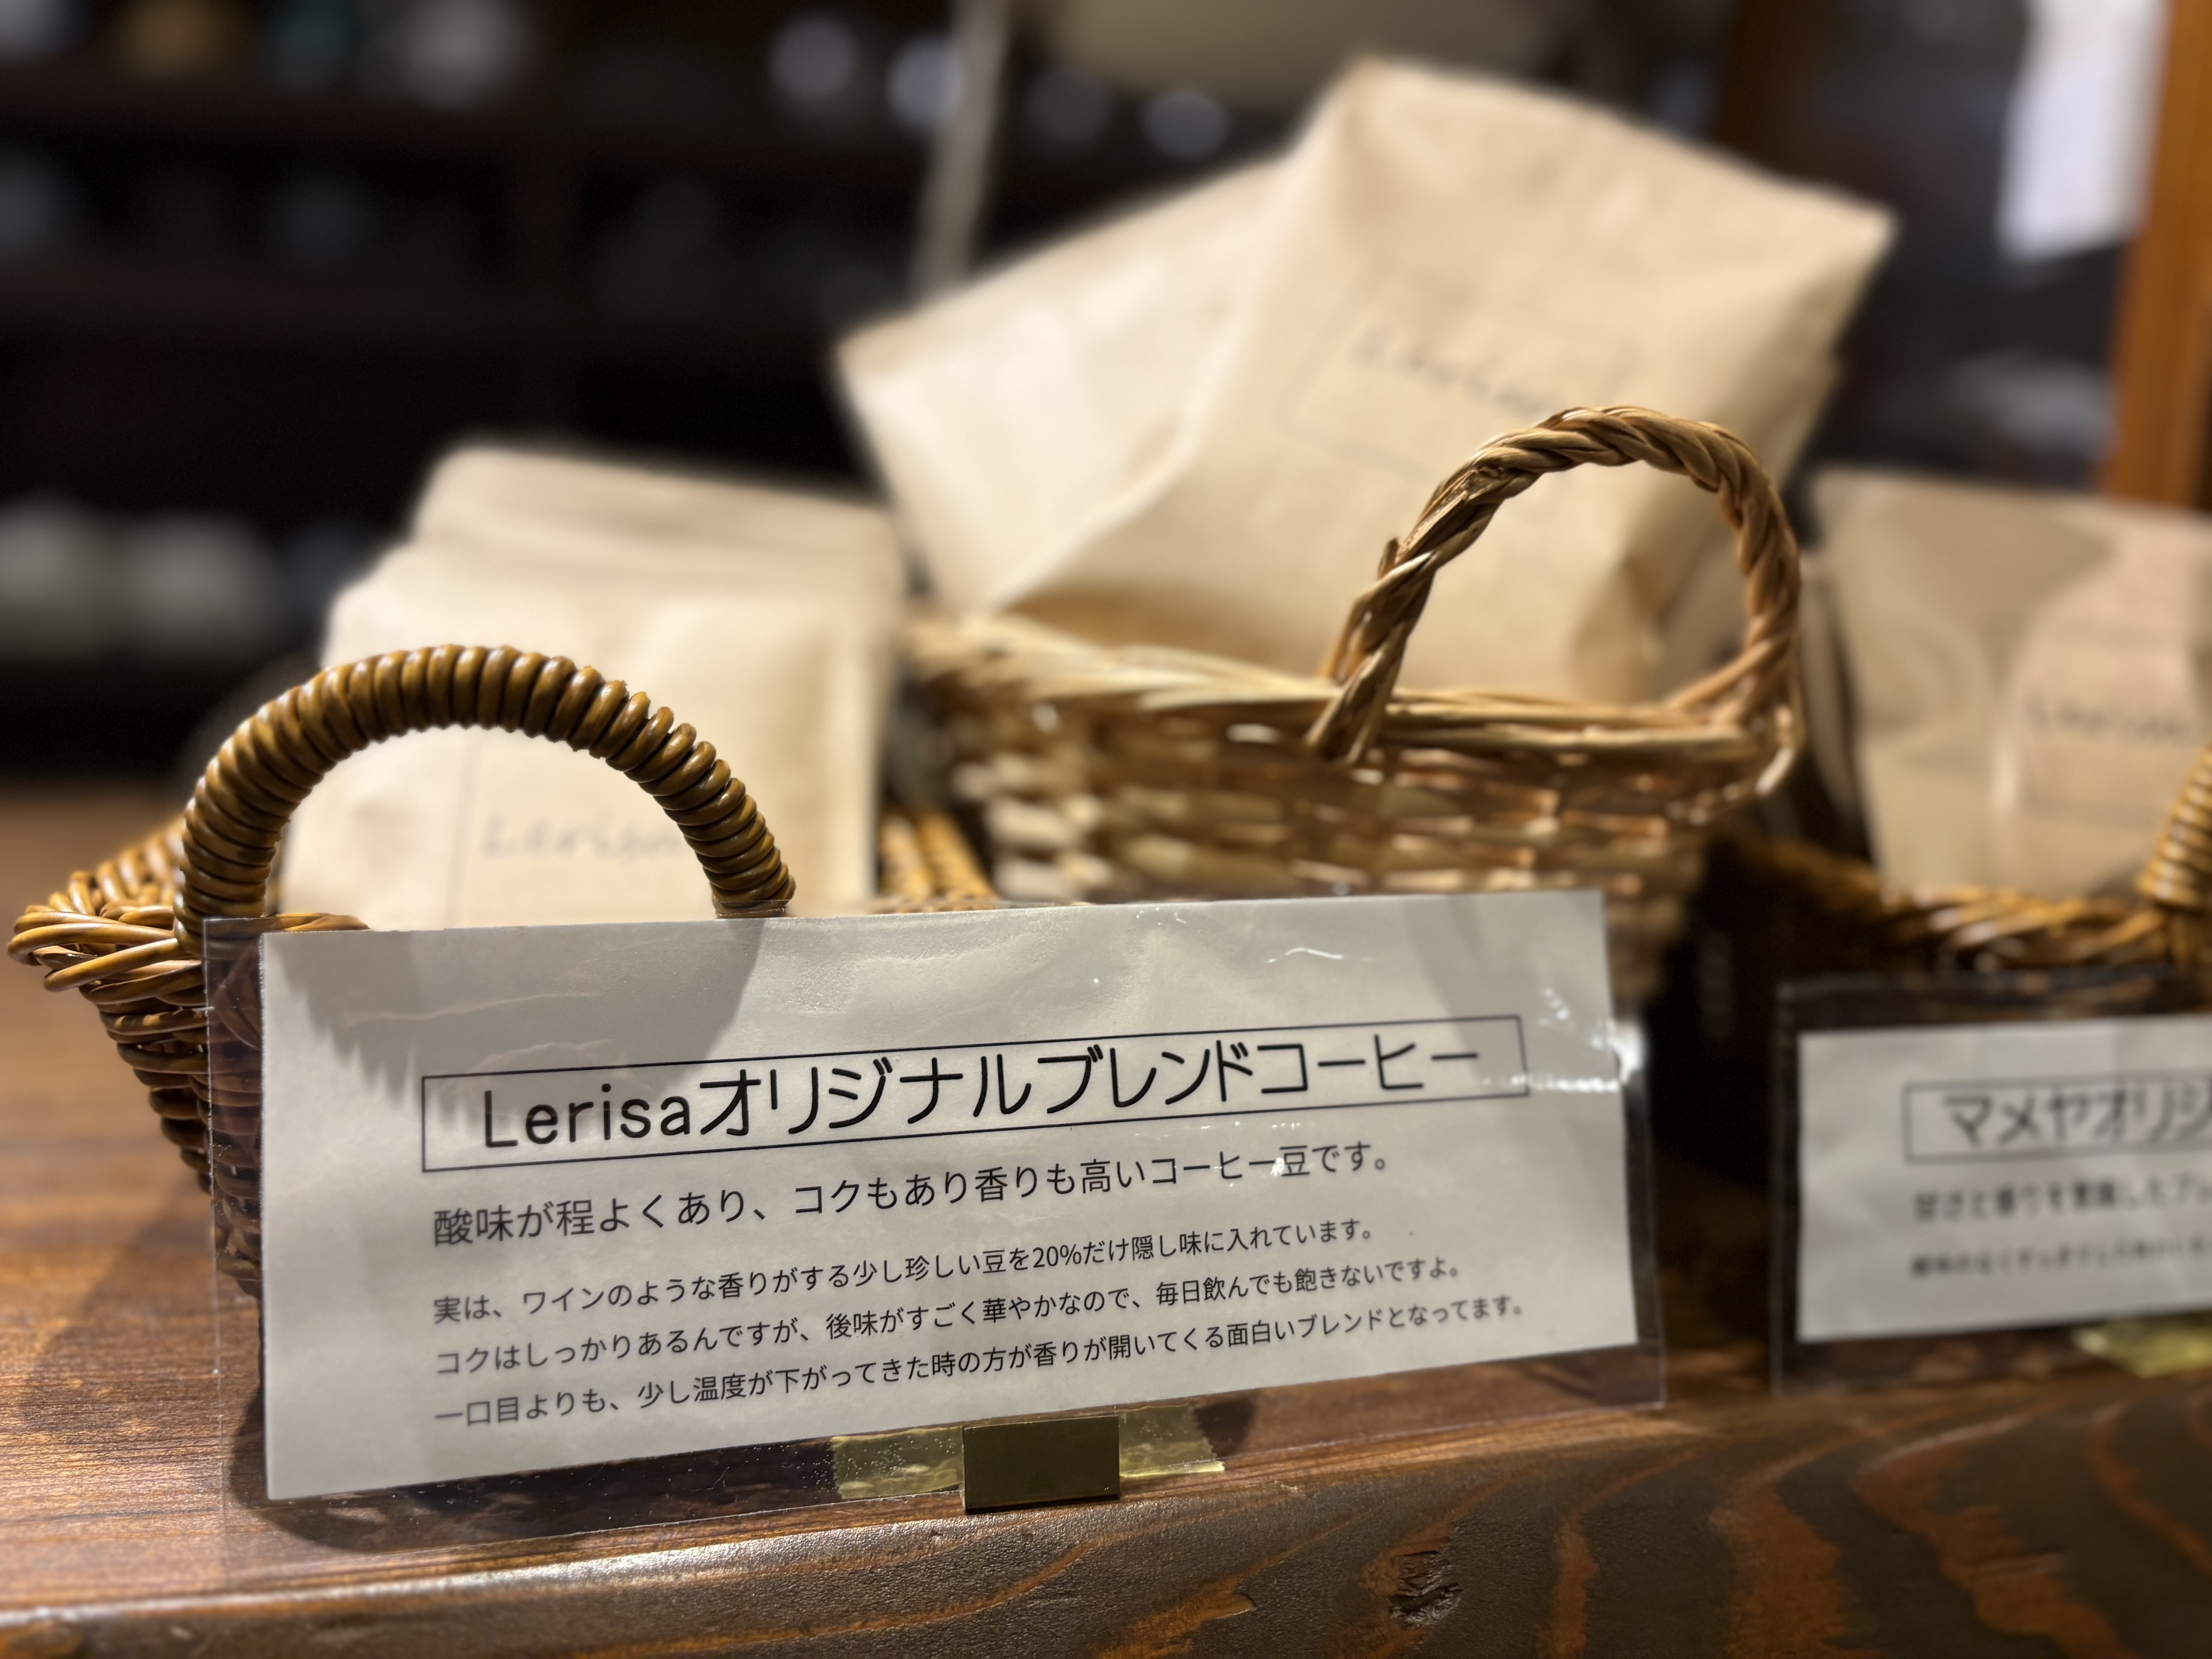 Lerisaオリジナルブレンドコーヒー
酸味が程よくあり、コクもあり香りも高いコーヒー豆です。
実は、ワインのような香りがする少し珍しい豆を20%だけ隠し味に入れています。
コクはしっかりあるんですが、後味がすごく華やかなので、毎日飲んでも飽きないですよ。
一口目よりも、少し温度が下がってきた時の方が香りが開いてくる面白いブレンドとなってます。
マメヤオリジ
甘さと香りを
Lerisa